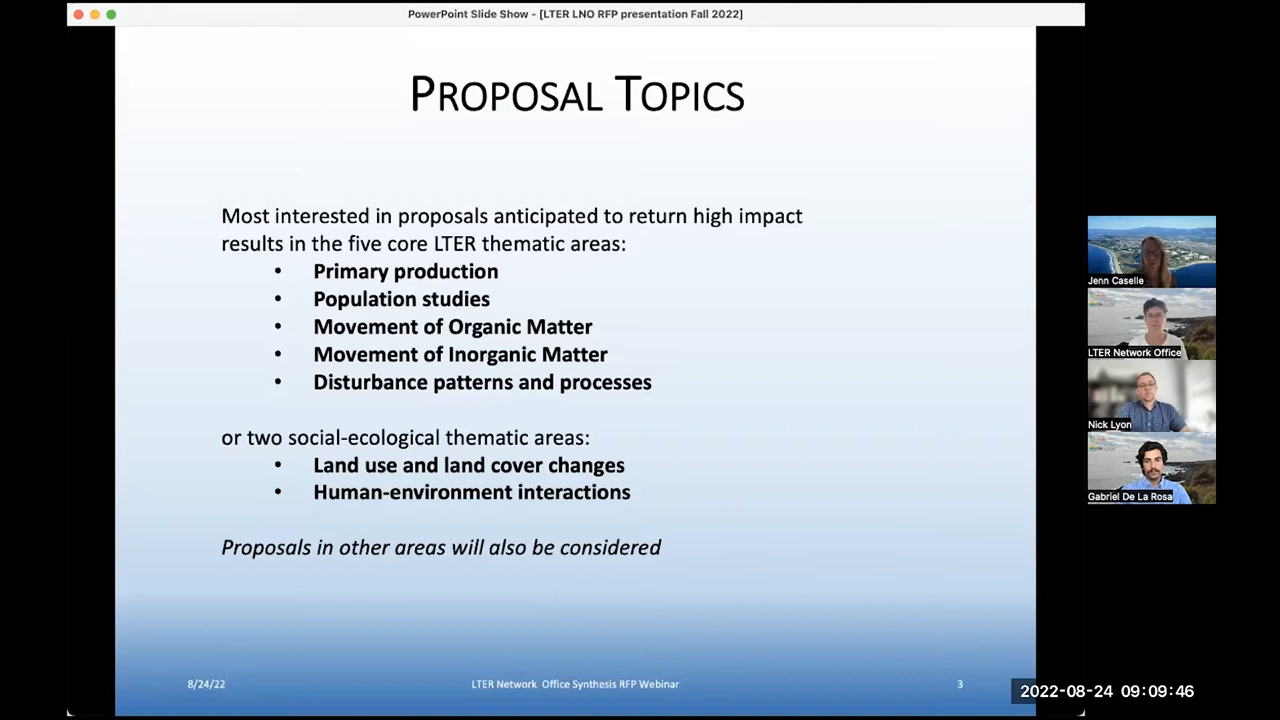 PowerPoint Slide Show - [LTER LNO RFP presentation Fall 2022]
PROPOSAL TOPICS
Most interested in proposals anticipated to return high impact
results in the five core LTER thematic areas:
• Primary production
• Population studies
• Movement of Organic Matter
• Movement of Inorganic Matter
• Disturbance patterns and processes
or two social-ecological thematic areas:
• Land use and land cover changes
• Human-environment interactions
Proposals in other areas will also be considered
8/24/22 LTER Network Office Synthesis RFP Webinar 3
Jenn Caselle
LTER Network Office
Nick Lyon
Gabriel De La Rosa
2022-08-24 09:09:46